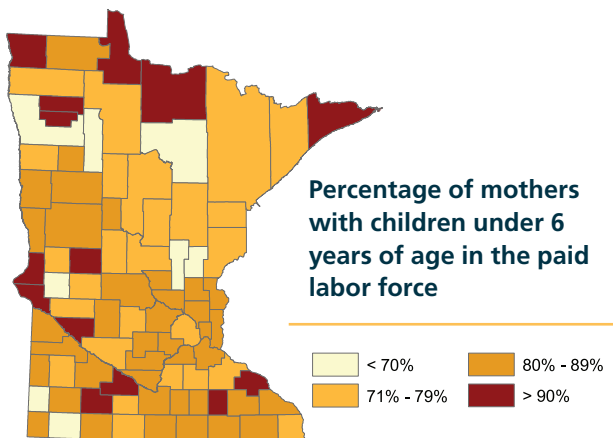 Percentage of mothers
with children under 6
years of age in the paid
labor force
< 70%
80% - 89%
71% - 79%
> 90%